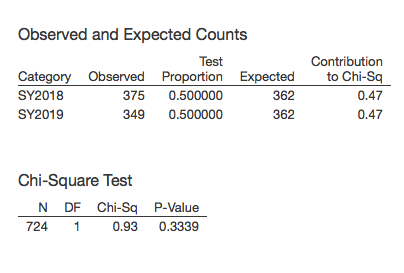 Observed and Expected Counts
Test Contribution
Category Observed Proportion Expected to Chi-Sq
SY2018 375 0.500000 362 0.47
SY2019 349 0.500000 362 0.47
Chi-Square Test
N DF Chi-Sq P-Value
724 1 0.93 0.3339